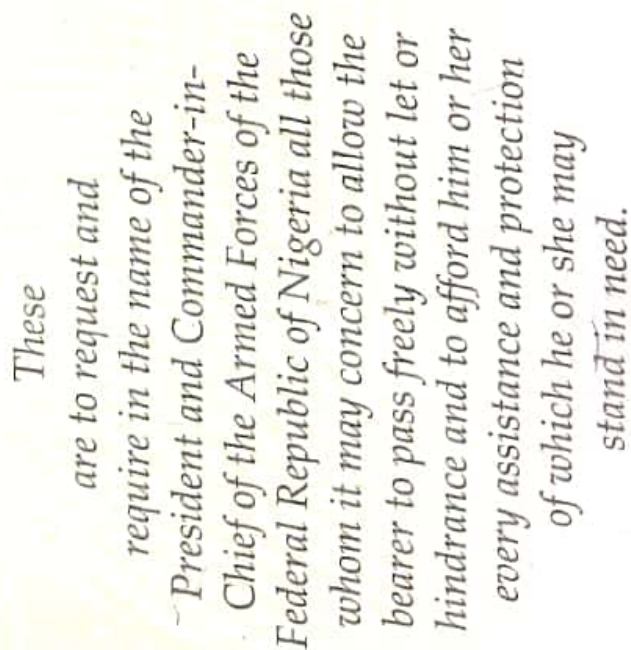 These
are to request and
require in the name of the
President and Commander-in-
Chief of the Armed Forces of the
Federal Republic of Nigeria all those
whom it may concern to allow the
bearer to pass freely without let or
hindrance and to afford him or her
every assistance and protection
of which he or she may
stand in need.